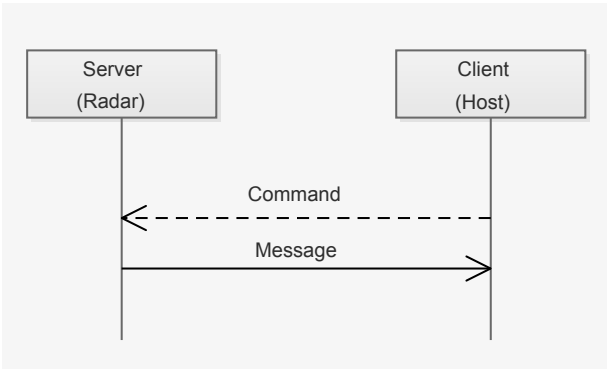 Server
(Radar)
Client
(Host)
Command
Message